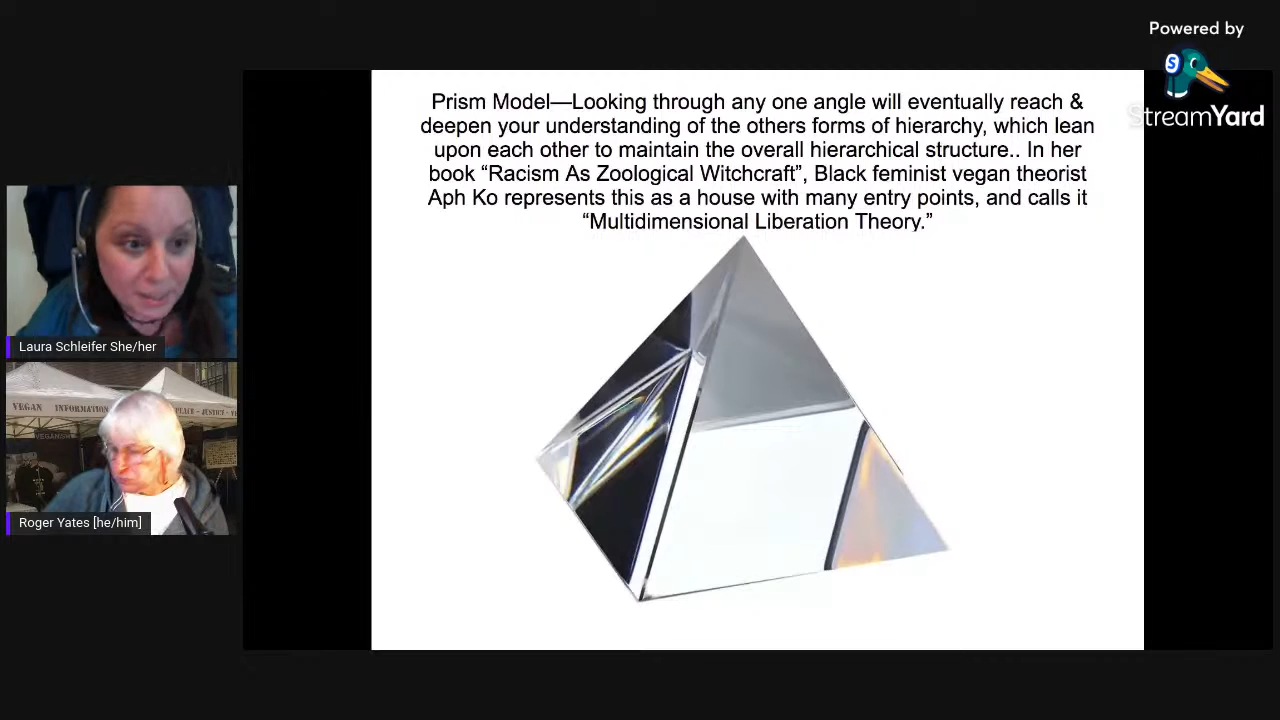 Powered by
StreamYard
Prism Model—Looking through any one angle will eventually reach &
deepen your understanding of the others forms of hierarchy, which lean
upon each other to maintain the overall hierarchical structure.. In her
book “Racism As Zoological Witchcraft”, Black feminist vegan theorist
Aph Ko represents this as a house with many entry points, and calls it
“Multidimensional Liberation Theory.”
Laura Schleifer She/her
VEGAN INFORMATION
JUSTICE
Roger Yates [he/him]